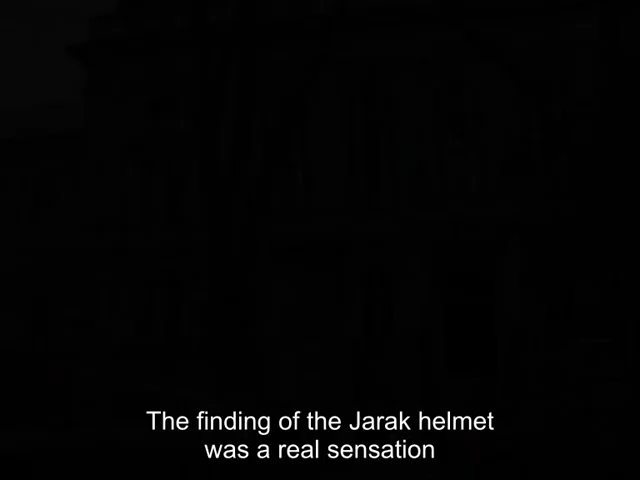 The finding of the Jarak helmet
was a real sensation